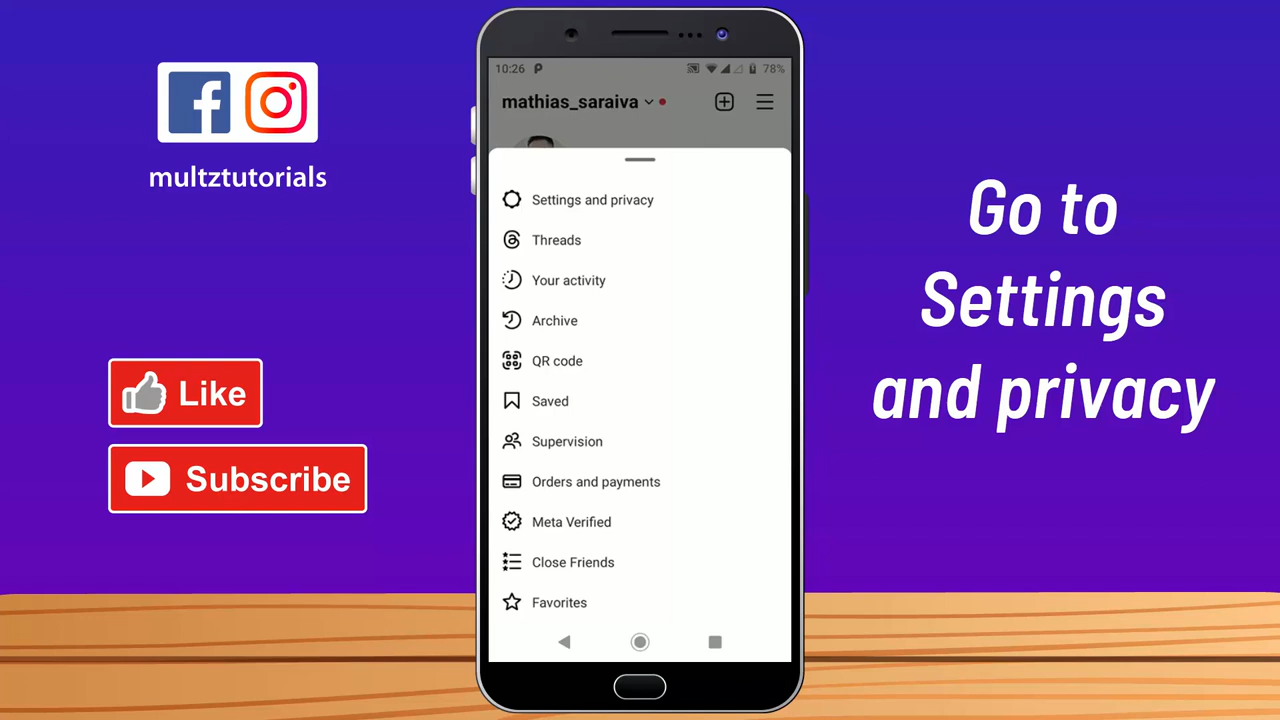 multztutorials
Like
Subscribe
10:26
78%
mathias_saraiva
Settings and privacy
Threads
Your activity
Archive
QR code
Saved
Supervision
Orders and payments
Meta Verified
Close Friends
Favorites
Go to
Settings
and privacy